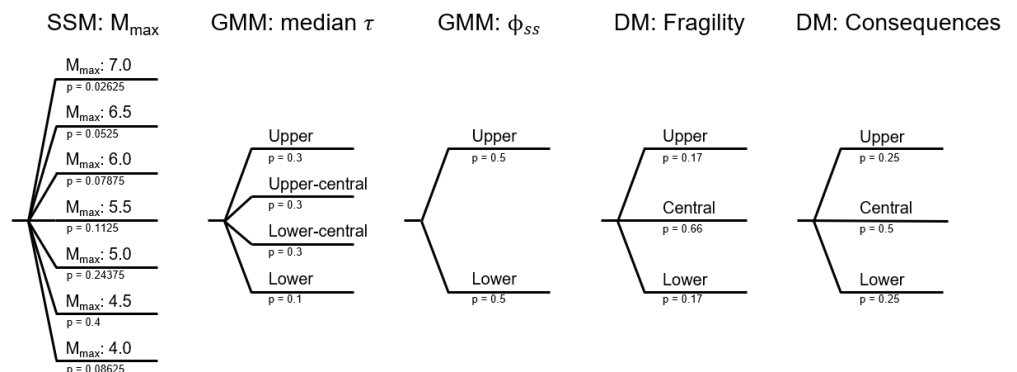 SSM: Mmax
Mmax: 7.0
p = 0.02625
Mmax: 6.5
p = 0.0525
Mmax: 6.0
p = 0.07875
Mmax: 5.5
p = 0.1125
Mmax: 5.0
p = 0.24375
Mmax: 4.5
p = 0.4
Mmax: 4.0
p = 0.08625
GMM: median τ
Upper
p = 0.3
Upper-central
p = 0.3
Lower-central
p = 0.3
Lower
p = 0.1
GMM: ϕss
Upper
p = 0.5
Lower
p = 0.5
DM: Fragility
Upper
p = 0.17
Central
p = 0.66
Lower
p = 0.17
DM: Consequences
Upper
p = 0.25
Central
p = 0.5
Lower
p = 0.25